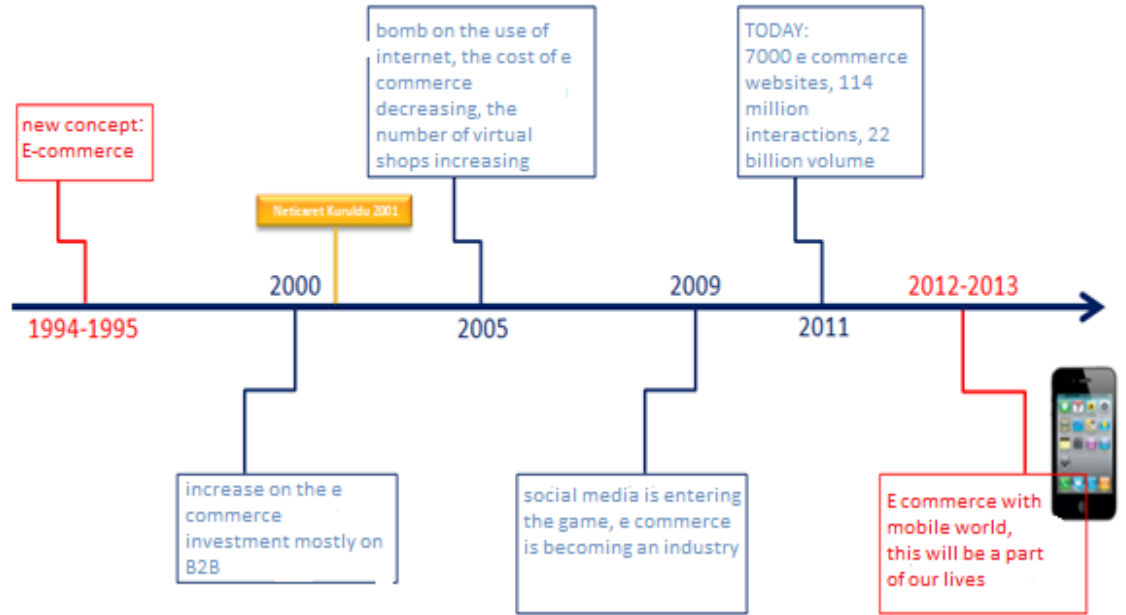 bomb on the use of
internet, the cost of e
commerce
decreasing, the
number of virtual
shops increasing
TODAY:
7000 e commerce
websites, 114
million
interactions, 22
billion volume
new concept:
E-commerce
Neticaret Kuruldu 2001
2000
2009
2012-2013
1994-1995
2005
2011
increase on the e
commerce
investment mostly on
B2B
social media is entering
the game, e commerce
is becoming an industry
E commerce with
mobile world,
this will be a part
of our lives